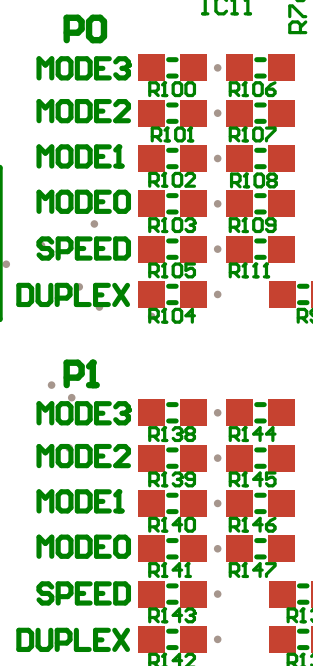 IC11
P0
MODE3 R100 R106
MODE2 R101 R107
MODE1 R102 R108
MODE0 R103 R109
SPEED R105 R111
DUPLEX R104
P1
MODE3 R138 R144
MODE2 R139 R145
MODE1 R140 R146
MODE0 R141 R147
SPEED R143
DUPLEX R142